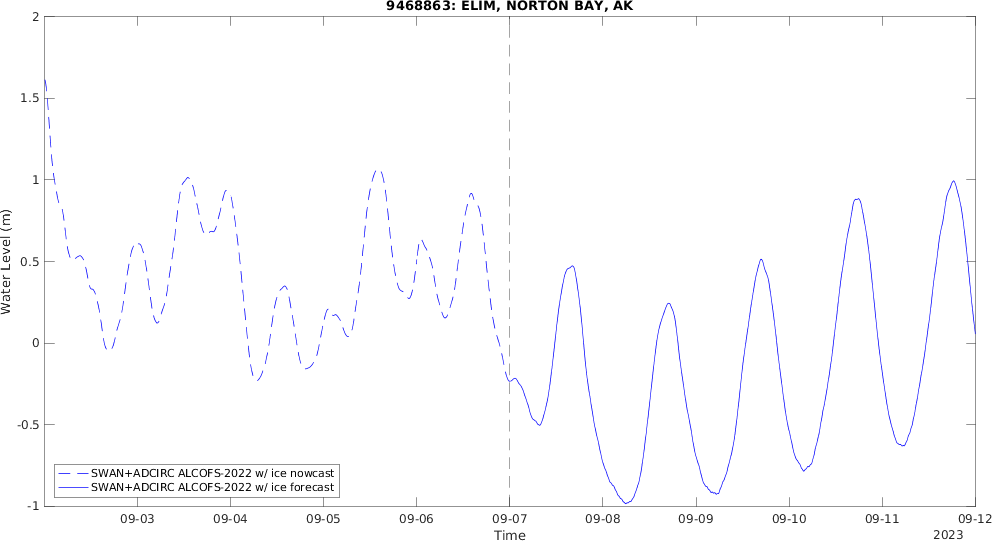 9468863: ELIM, NORTON BAY, AK
2
1.5
1
0.5
0
-0.5
-1
Water Level (m)
SWAN+ADCIRC ALCOFS-2022 w/ ice nowcast
SWAN+ADCIRC ALCOFS-2022 w/ ice forecast
09-03 09-04 09-05 09-06 09-07 09-08 09-09 09-10 09-11 09-12
Time
2023